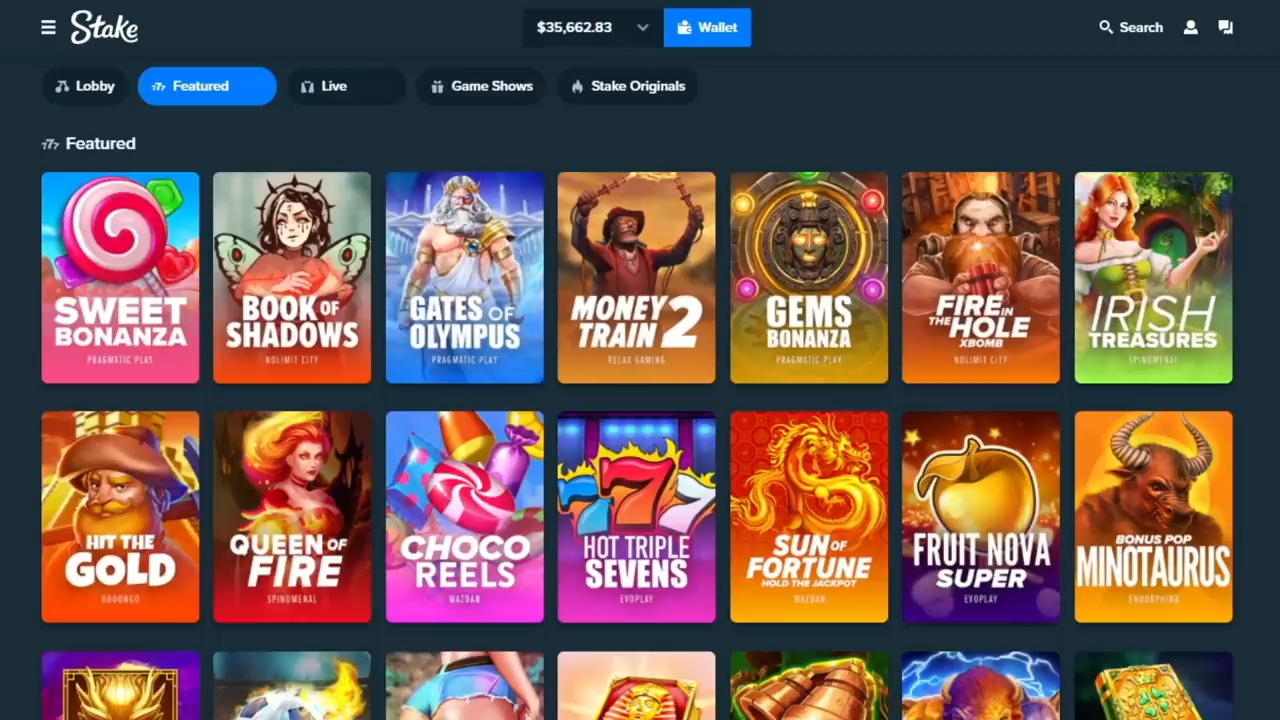 Stake
$35,662.83
Wallet
Search
Lobby
Featured
Live
Game Shows
Stake Originals
Featured
SWEET
BONANZA
PRAGMATIC PLAY
BOOK OF
SHADOWS
NOLIMIT CITY
GATES OF
OLYMPUS
PRAGMATIC PLAY
MONEY
TRAIN 2
RELAX GAMING
GEMS
BONANZA
PRAGMATIC PLAY
FIRE IN
THE HOLE
XBOMB
NOLIMIT CITY
IRISH
TREASURES
SPINOMENAL
HIT THE
GOLD
BOOONGO
QUEEN OF
FIRE
SPINOMENAL
CHOCO
REELS
WAZDAN
777
HOT TRIPLE
SEVENS
EVOPLAY
SUN OF
FORTUNE
HOLD THE JACKPOT
WAZDAN
FRUIT NOVA
SUPER
EVOPLAY
BONUS POP
MINOTAURUS
ENDORPHINA